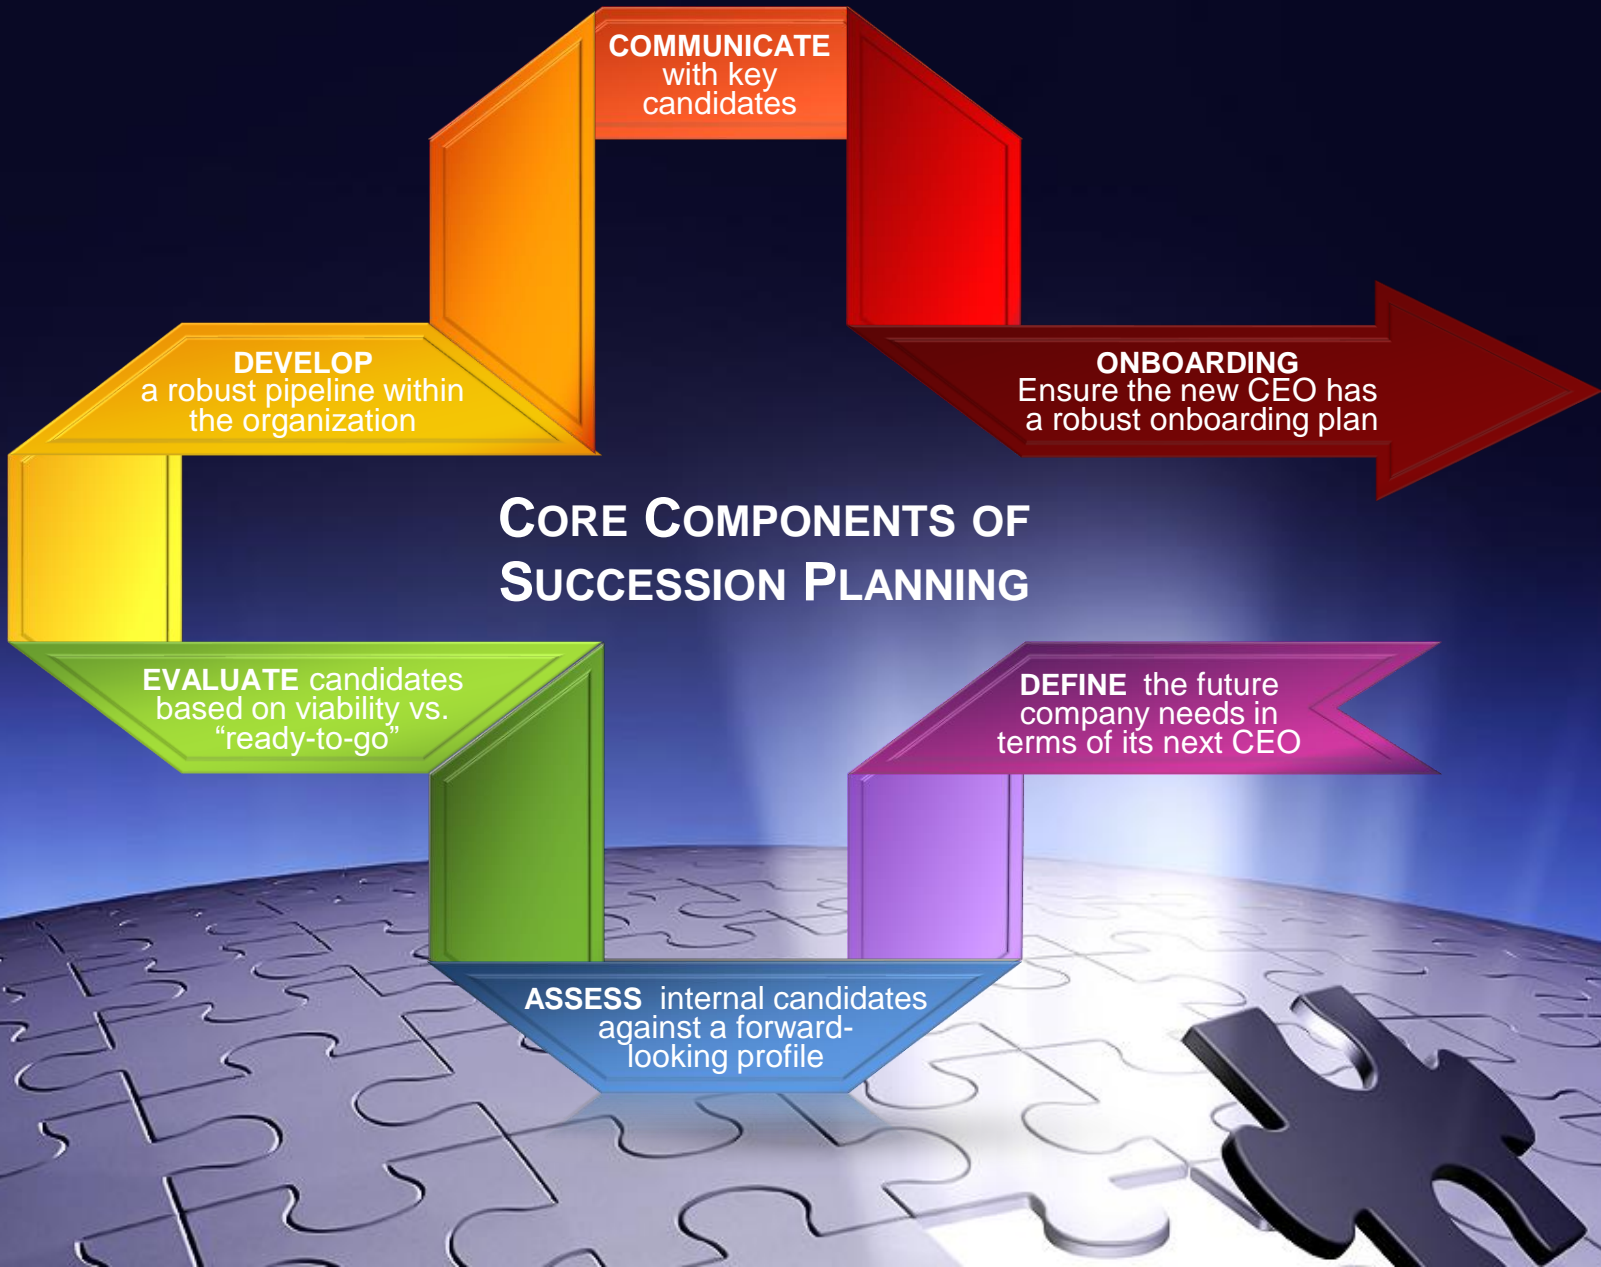 COMMUNICATE
with key
candidates
DEVELOP
a robust pipeline within
the organization
ONBOARDING
Ensure the new CEO has
a robust onboarding plan
CORE COMPONENTS OF
SUCCESSION PLANNING
EVALUATE candidates
based on viability vs.
“ready-to-go”
DEFINE the future
company needs in
terms of its next CEO
ASSESS internal candidates
against a forward-
looking profile